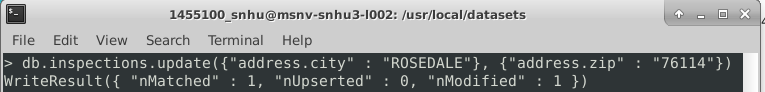 1455100_snhu@msnv-snhu3-l002: /usr/local/datasets
File Edit View Search Terminal Help
> db.inspections.update({"address.city" : "ROSEDALE"}, {"address.zip" : "76114"})
WriteResult({ "nMatched" : 1, "nUpserted" : 0, "nModified" : 1 })